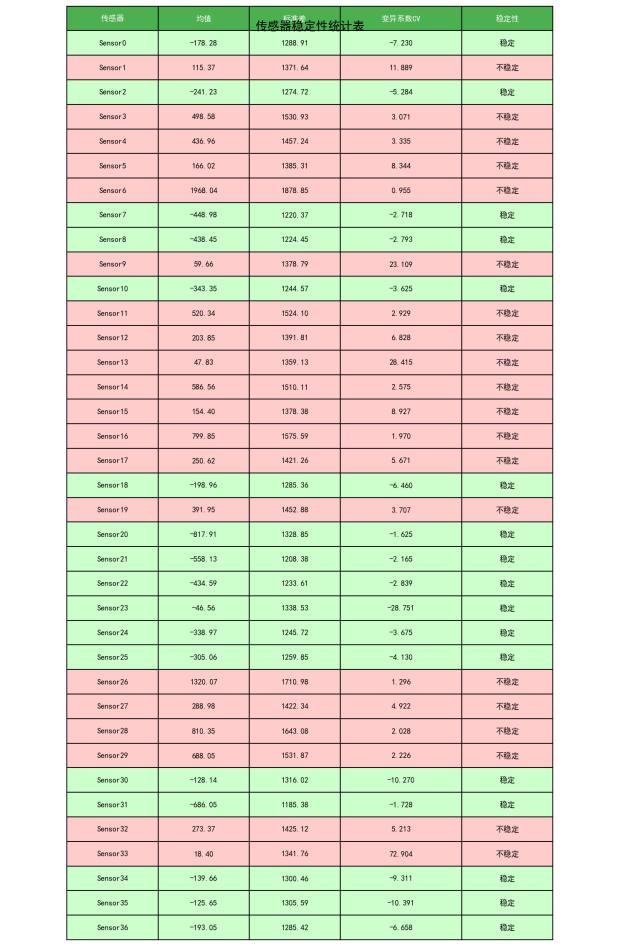 传感器 均值 标准差 变异系数CV 稳定性
传感器稳定性统计表
Sensor0 -178.28 1288.91 -7.230 稳定
Sensor1 115.37 1371.64 11.889 不稳定
Sensor2 -241.23 1274.72 -5.284 稳定
Sensor3 498.58 1530.93 3.071 不稳定
Sensor4 436.96 1457.24 3.335 不稳定
Sensor5 166.02 1385.31 8.344 不稳定
Sensor6 1968.04 1878.85 0.955 不稳定
Sensor7 -448.98 1220.37 -2.718 稳定
Sensor8 -438.45 1224.45 -2.793 稳定
Sensor9 59.66 1378.79 23.109 不稳定
Sensor10 -343.35 1244.57 -3.625 稳定
Sensor11 520.34 1524.10 2.929 不稳定
Sensor12 203.85 1391.81 6.828 不稳定
Sensor13 47.83 1359.13 28.415 不稳定
Sensor14 586.56 1510.11 2.575 不稳定
Sensor15 154.40 1378.38 8.927 不稳定
Sensor16 799.85 1575.59 1.970 不稳定
Sensor17 250.62 1421.26 5.671 不稳定
Sensor18 -198.96 1285.36 -6.460 稳定
Sensor19 391.95 1452.88 3.707 不稳定
Sensor20 -817.91 1328.85 -1.625 稳定
Sensor21 -558.13 1208.38 -2.165 稳定
Sensor22 -434.59 1233.61 -2.839 稳定
Sensor23 -46.56 1338.53 -28.751 稳定
Sensor24 -338.97 1245.72 -3.675 稳定
Sensor25 -305.06 1259.85 -4.130 稳定
Sensor26 1320.07 1710.98 1.296 不稳定
Sensor27 288.98 1422.34 4.922 不稳定
Sensor28 810.35 1643.08 2.028 不稳定
Sensor29 688.05 1531.87 2.226 不稳定
Sensor30 -128.14 1316.02 -10.270 稳定
Sensor31 -686.05 1185.38 -1.728 稳定
Sensor32 273.37 1425.12 5.213 不稳定
Sensor33 18.40 1341.76 72.904 不稳定
Sensor34 -139.66 1300.46 -9.311 稳定
Sensor35 -125.65 1305.59 -10.391 稳定
Sensor36 -193.05 1285.42 -6.658 稳定